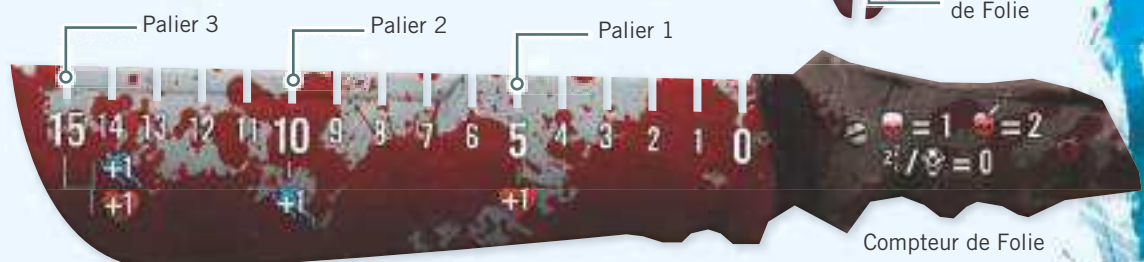 de Folie
Palier 3 Palier 2 Palier 1
15 14 13 12 11 10 9 8 7 6 5 4 3 2 1 0
= 1 = 2
/ = 0
+1 +1 +1
+1
Compteur de Folie